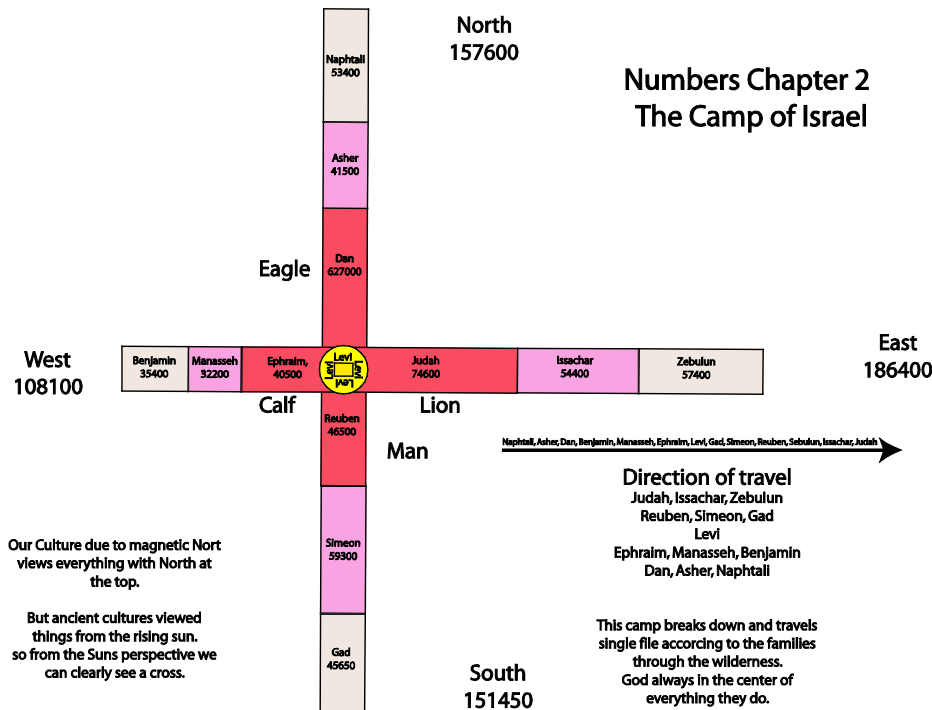 North
157600
Numbers Chapter 2
The Camp of Israel
Naphtali
53400
Asher
41500
Eagle
Dan
627000
West
108100
Benjamin
35400
Manasseh
32200
Ephraim,
40500
Levi
Levi
Levi
Levi
Judah
74600
Issachar
54400
Zebulun
57400
East
186400
Calf
Lion
Reuben
46500
Man
Naphtali, Asher, Dan, Benjamin, Manasseh, Ephraim, Levi, Gad, Simeon, Reuben, Sebulun, Issachar, Judah
Direction of travel
Judah, Issachar, Zebulun
Reuben, Simeon, Gad
Levi
Ephraim, Manasseh, Benjamin
Dan, Asher, Naphtali
Simeon
59300
Our Culture due to magnetic Nort
views everything with North at
the top.
But ancient cultures viewed
things from the rising sun.
so from the Suns perspective we
can clearly see a cross.
Gad
45650
South
151450
This camp breaks down and travels
single file according to the families
through the wilderness.
God always in the center of
everything they do.